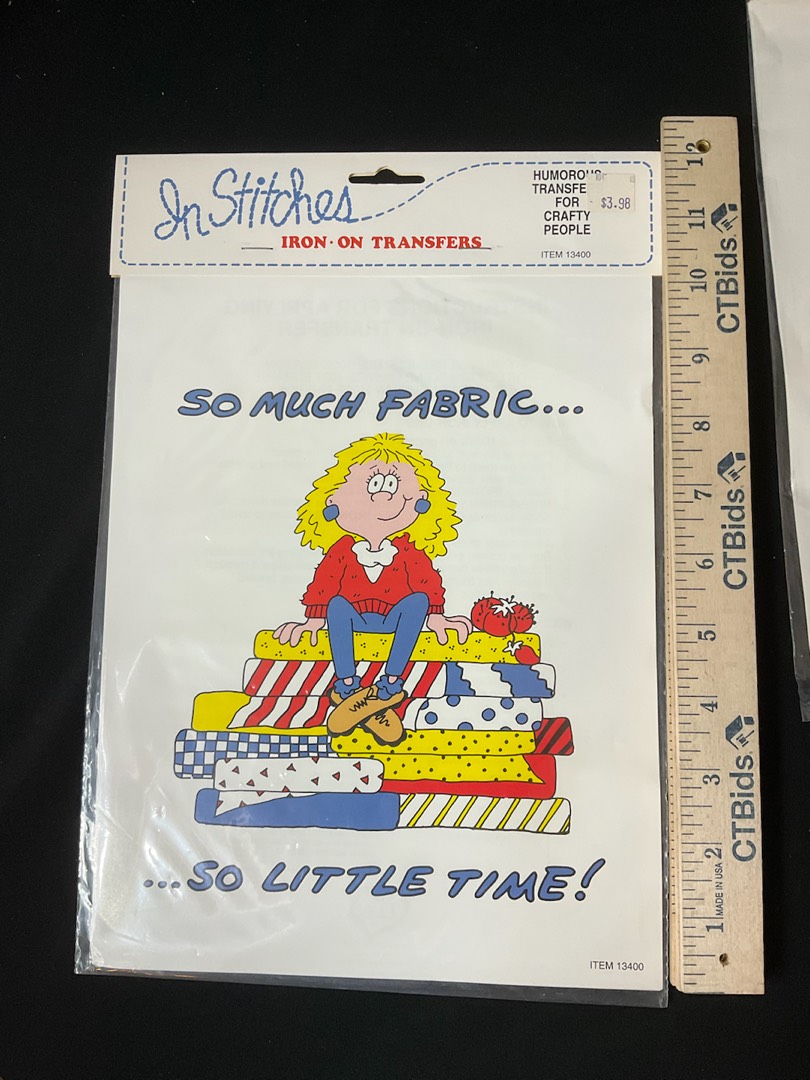 In Stitches
IRON·ON TRANSFERS
HUMOROUS
TRANSFE
FOR
CRAFTY
PEOPLE
$3.98
ITEM 13400
SO MUCH FABRIC...
...SO LITTLE TIME!
ITEM 13400
12
11
10
9
8
7
6
5
4
3
2
1
MADE IN USA
CTBids
CTBids
CTBids